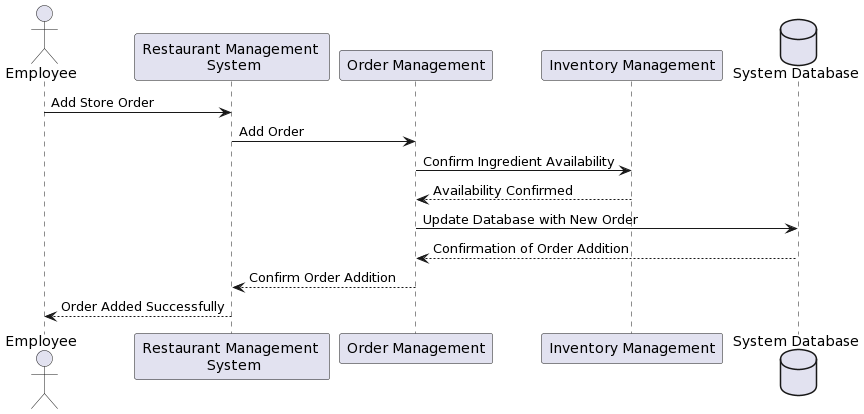 Employee
Restaurant Management
System
Order Management
Inventory Management
System Database
Add Store Order
Add Order
Confirm Ingredient Availability
Availability Confirmed
Update Database with New Order
Confirmation of Order Addition
Confirm Order Addition
Order Added Successfully
Employee
Restaurant Management
System
Order Management
Inventory Management
System Database